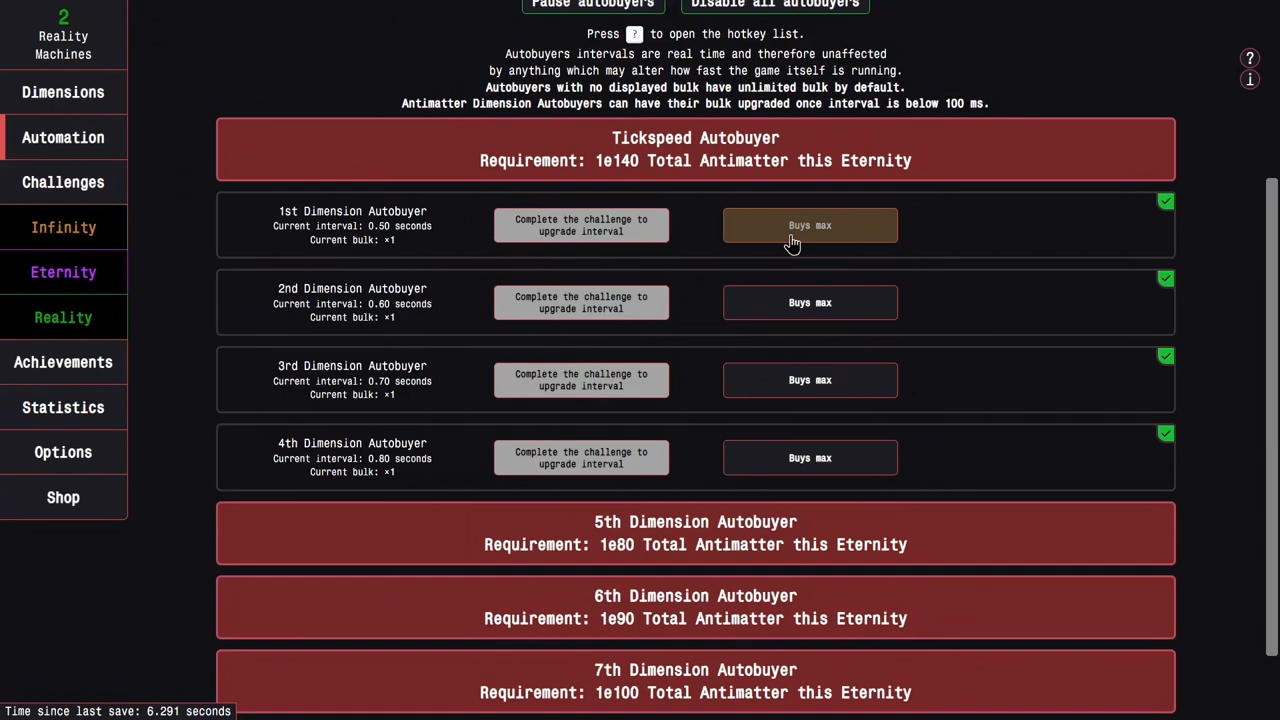 2
Reality
Machines
Dimensions
Automation
Challenges
Infinity
Eternity
Reality
Achievements
Statistics
Options
Shop
Pause autobuyers
Disable all autobuyers
Press ? to open the hotkey list.
Autobuyers intervals are real time and therefore unaffected
by anything which may alter how fast the game itself is running.
Autobuyers with no displayed bulk have unlimited bulk by default.
Antimatter Dimension Autobuyers can have their bulk upgraded once interval is below 100 ms.
?
i
Tickspeed Autobuyer
Requirement: 1e140 Total Antimatter this Eternity
1st Dimension Autobuyer
Current interval: 0.50 seconds
Current bulk: ×1
Complete the challenge to
upgrade interval
Buys max
2nd Dimension Autobuyer
Current interval: 0.60 seconds
Current bulk: ×1
Complete the challenge to
upgrade interval
Buys max
3rd Dimension Autobuyer
Current interval: 0.70 seconds
Current bulk: ×1
Complete the challenge to
upgrade interval
Buys max
4th Dimension Autobuyer
Current interval: 0.80 seconds
Current bulk: ×1
Complete the challenge to
upgrade interval
Buys max
5th Dimension Autobuyer
Requirement: 1e80 Total Antimatter this Eternity
6th Dimension Autobuyer
Requirement: 1e90 Total Antimatter this Eternity
7th Dimension Autobuyer
Requirement: 1e100 Total Antimatter this Eternity
Time since last save: 6.291 seconds